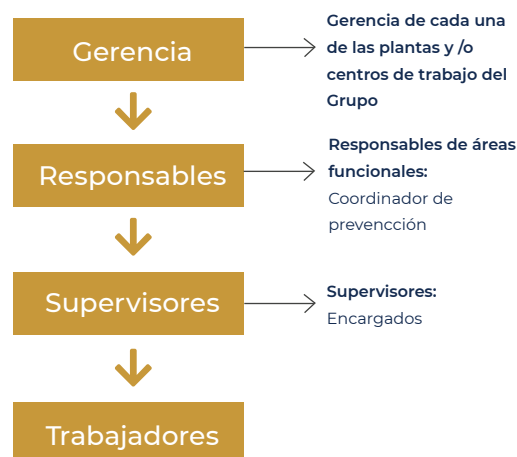 Gerencia
Gerencia de cada una
de las plantas y /o
centros de trabajo del
Grupo
Responsables
Responsables de áreas
funcionales:
Coordinador de
prevencción
Supervisores
Supervisores:
Encargados
Trabajadores